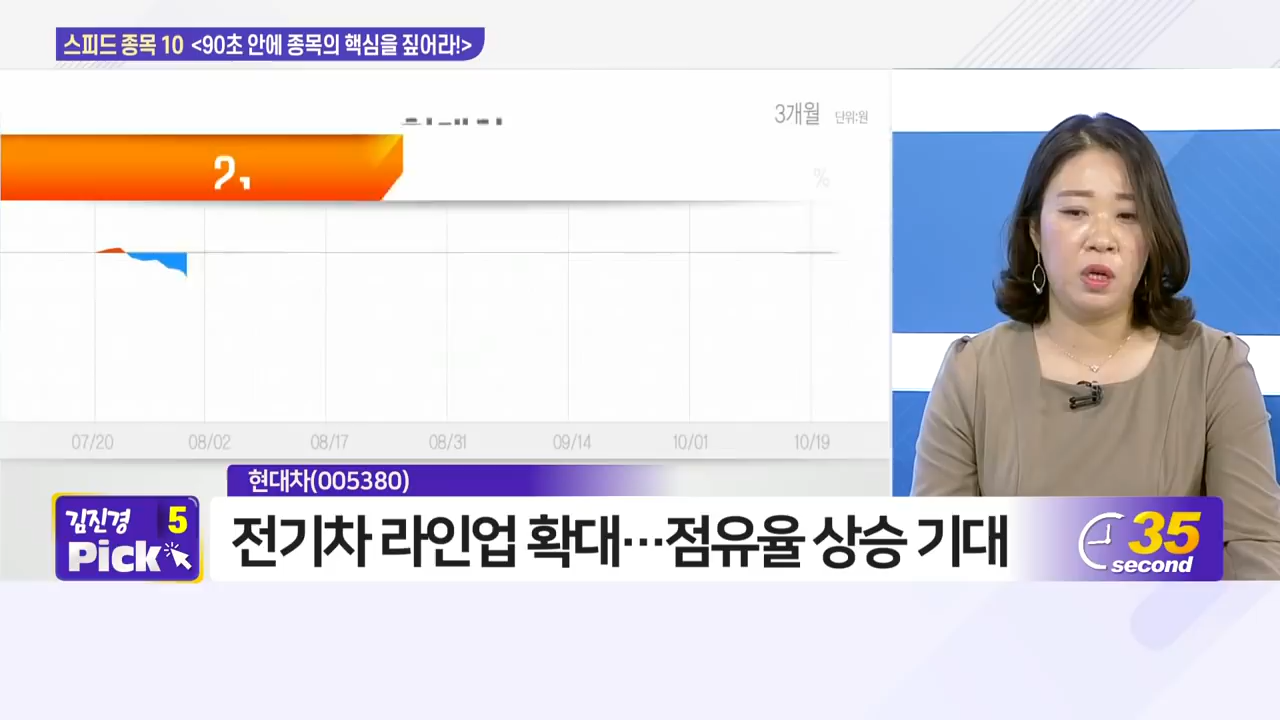 스피드 종목 10 <90초 안에 종목의 핵심을 짚어라!>
3개월 단위:원
%
07/20 08/02 08/17 08/31 09/14 10/01 10/19
현대차(005380)
김진경 5
Pick
전기차 라인업 확대…점유율 상승 기대
35
second